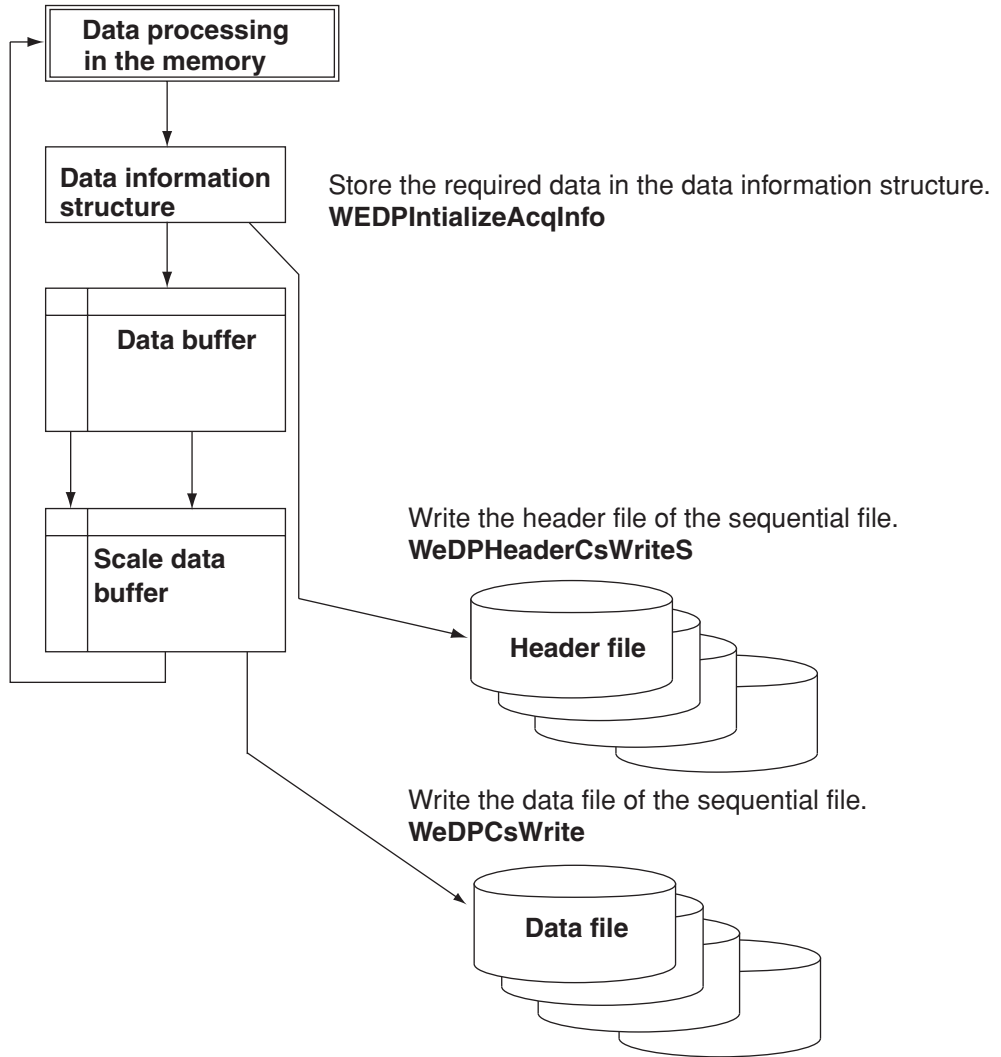 Data processing
in the memory
Data information
structure
Store the required data in the data information structure.
WEDPIntializeAcqInfo
Data buffer
Scale data
buffer
Write the header file of the sequential file.
WeDPHeaderCsWriteS
Header file
Write the data file of the sequential file.
WeDPCsWrite
Data file